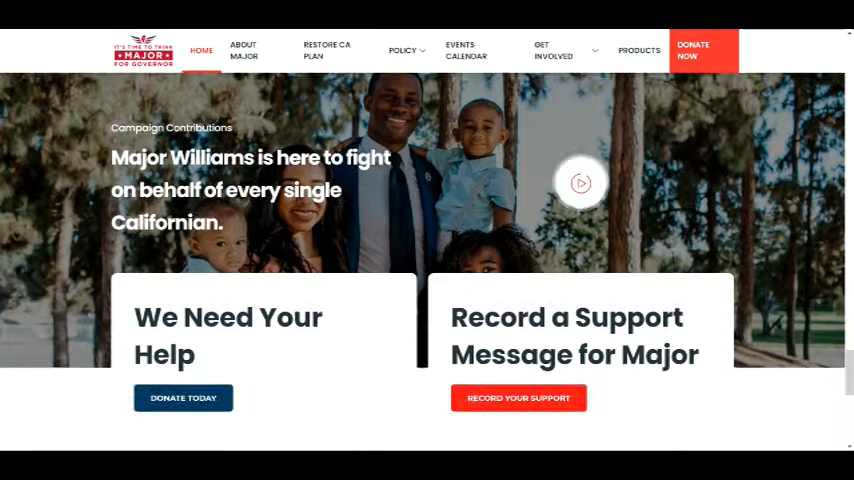 IT'S TIME TO THINK
MAJOR
FOR GOVERNOR
HOME
ABOUT
MAJOR
RESTORE CA
PLAN
POLICY
EVENTS
CALENDAR
GET
INVOLVED
PRODUCTS
DONATE
NOW
Campaign Contributions
Major Williams is here to fight
on behalf of every single
Californian.
We Need Your
Help
DONATE TODAY
Record a Support
Message for Major
RECORD YOUR SUPPORT